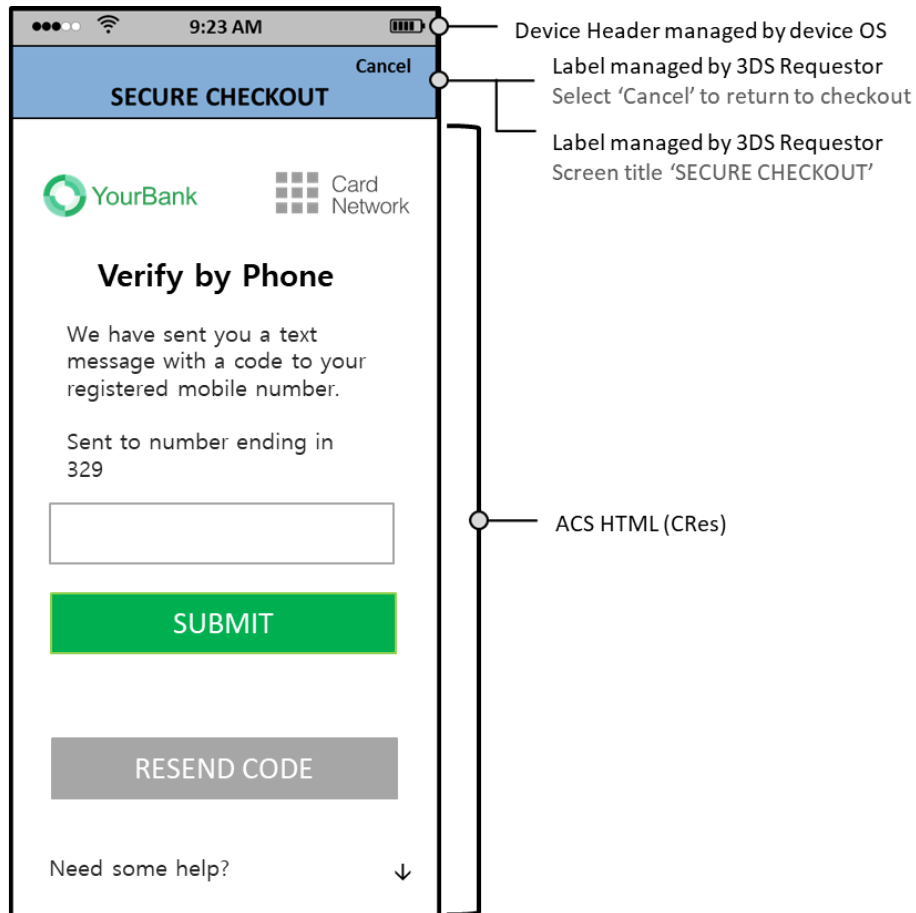 9:23 AM
Device Header managed by device OS
Cancel
Label managed by 3DS Requestor
Select ‘Cancel’ to return to checkout
SECURE CHECKOUT
Label managed by 3DS Requestor
Screen title ‘SECURE CHECKOUT’
YourBank
Card
Network
Verify by Phone
We have sent you a text
message with a code to your
registered mobile number.
Sent to number ending in
329
ACS HTML (CRes)
SUBMIT
RESEND CODE
Need some help?